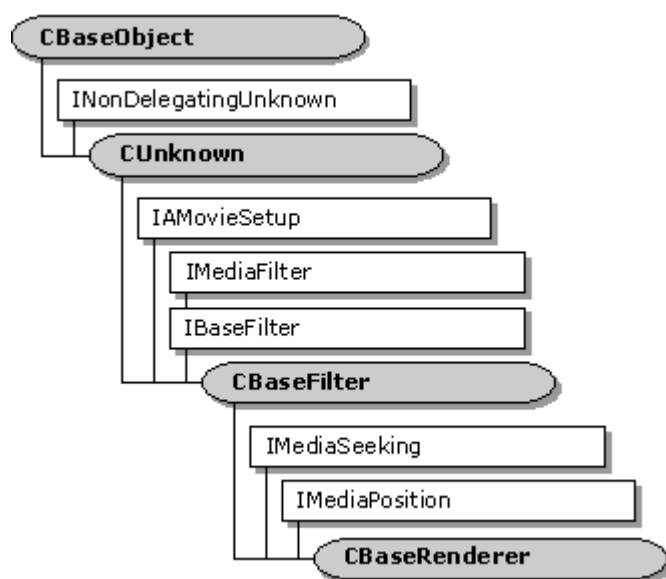 CBaseObject
INonDelegatingUnknown
CUnknown
IAMovieSetup
IMediaFilter
IBaseFilter
CBaseFilter
IMediaSeeking
IMediaPosition
CBaseRenderer